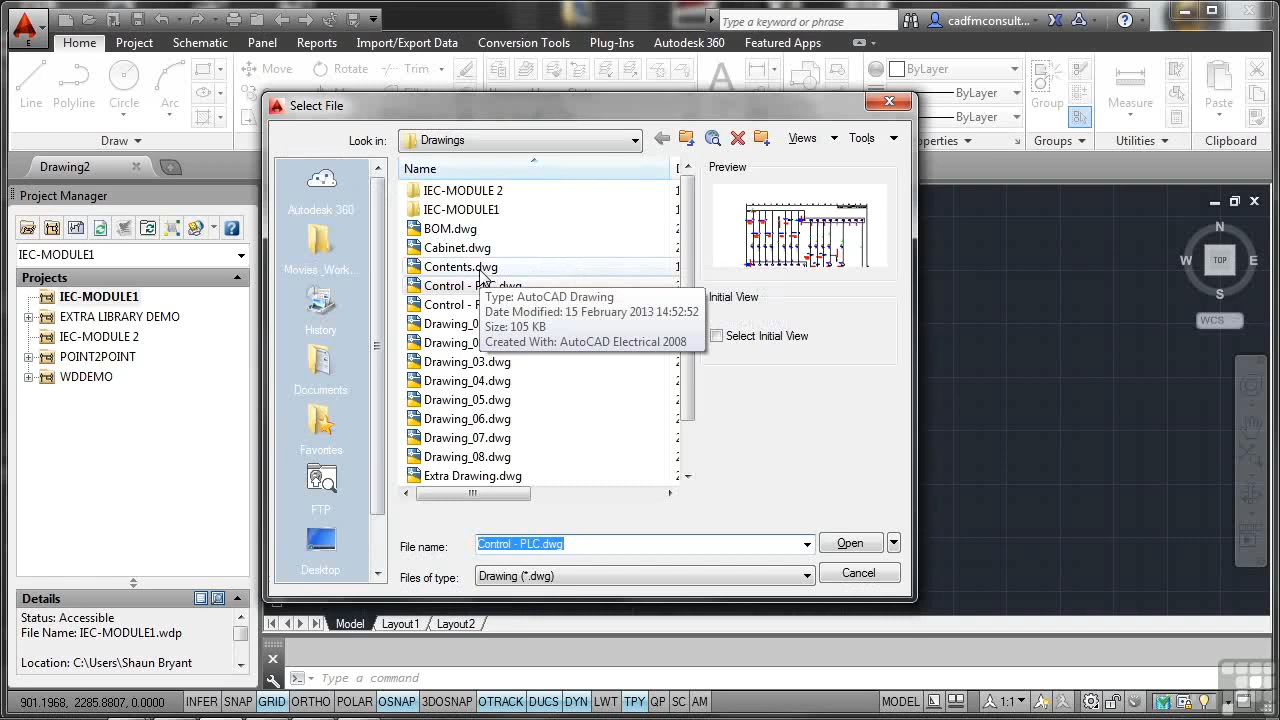 Type a keyword or phrase
cadfmconsult...
E
Home Project Schematic Panel Reports Import/Export Data Conversion Tools Plug-Ins Autodesk 360 Featured Apps
Move Rotate Trim
Line Polyline Circle Arc
ByLayer
ByLayer
ByLayer
Group Measure Paste
Draw Groups Utilities Clipboard
Drawing2
Project Manager
IEC-MODULE1
Projects
IEC-MODULE1
EXTRA LIBRARY DEMO
IEC-MODULE 2
POINT2POINT
WDDEMO
Details
Status: Accessible
File Name: IEC-MODULE1.wdp
Location: C:\Users\Shaun Bryant
Select File
Look in: Drawings
Views Tools
Autodesk 360
Movies_Work...
History
Documents
Favorites
FTP
Desktop
Name
IEC-MODULE 2
IEC-MODULE1
BOM.dwg
Cabinet.dwg
Contents.dwg
Control - PLC.dwg
Control - P
Drawing_0
Drawing_0
Drawing_03.dwg
Drawing_04.dwg
Drawing_05.dwg
Drawing_06.dwg
Drawing_07.dwg
Drawing_08.dwg
Extra Drawing.dwg
Type: AutoCAD Drawing
Date Modified: 15 February 2013 14:52:52
Size: 105 KB
Created With: AutoCAD Electrical 2008
Preview
Initial View
Select Initial View
File name: Control - PLC.dwg
Open
Files of type: Drawing (*.dwg)
Cancel
N
W TOP E
S
WCS
Model Layout1 Layout2
Type a command
901.1968, 2285.8807, 0.0000 INFER SNAP GRID ORTHO POLAR OSNAP 3DOSNAP OTRACK DUCS DYN LWT TPY QP SC AM MODEL 1:1